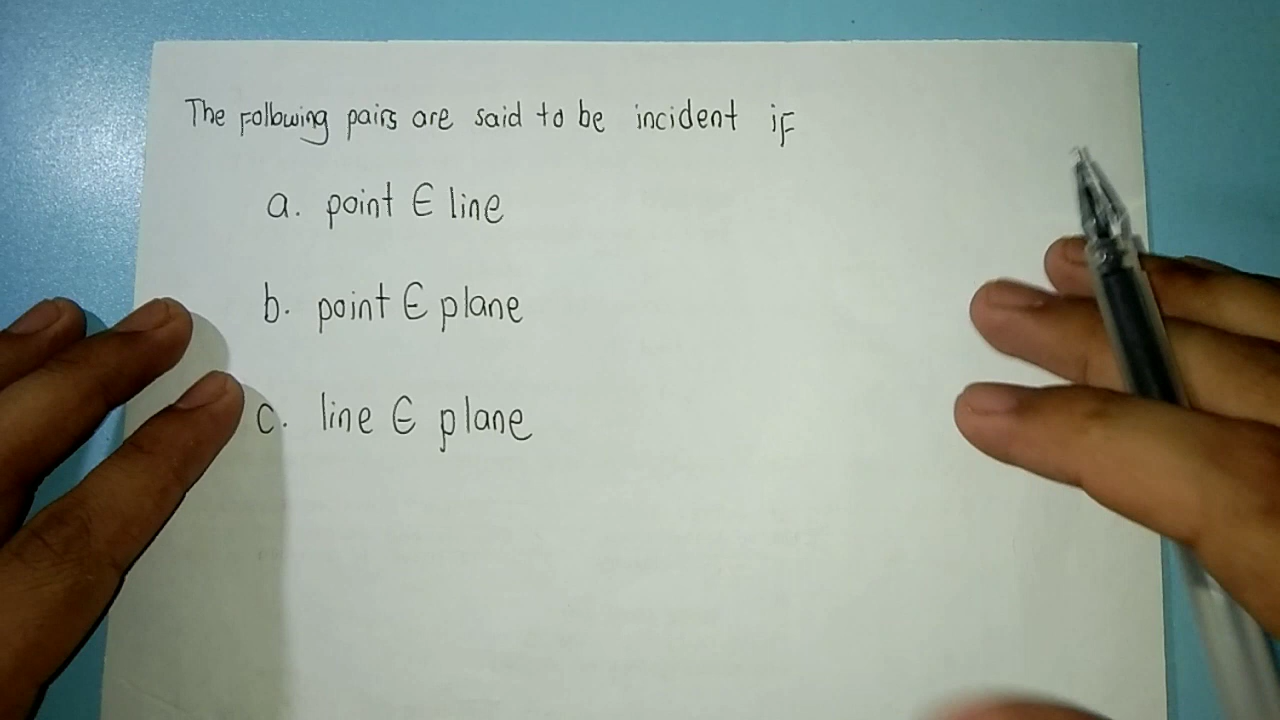 The following pairs are said to be incident if
a. point ∈ line
b. point ∈ plane
c. line ∈ plane